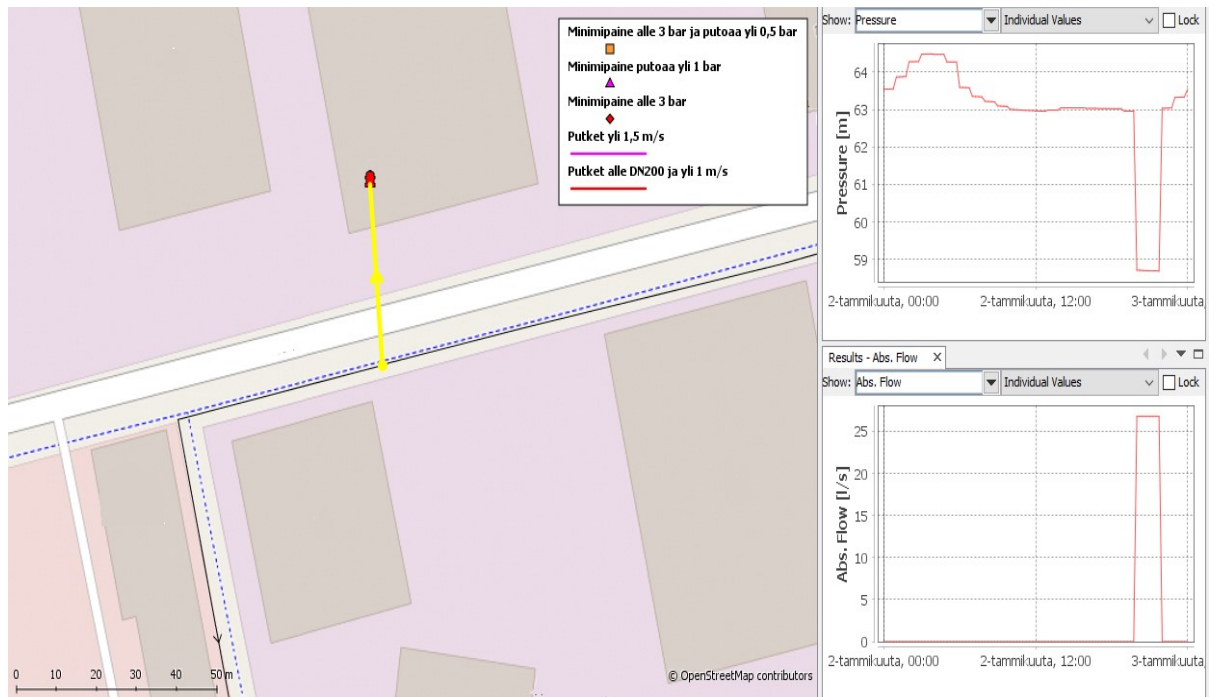 Minimipaine alle 3 bar ja putoaa yli 0,5 bar
Minimipaine putoaa yli 1 bar
Minimipaine alle 3 bar
Putket yli 1,5 m/s
Putket alle DN200 ja yli 1 m/s
0 10 20 30 40 50 m
© OpenStreetMap contributors
Show: Pressure Individual Values Lock
Pressure [m]
64
63
62
61
60
59
2-tammikuuta, 00:00 2-tammikuuta, 12:00 3-tammikuuta,
Results - Abs. Flow X
Show: Abs. Flow Individual Values Lock
Abs. Flow [l/s]
25
20
15
10
5
0
2-tammikuuta, 00:00 2-tammikuuta, 12:00 3-tammikuuta,